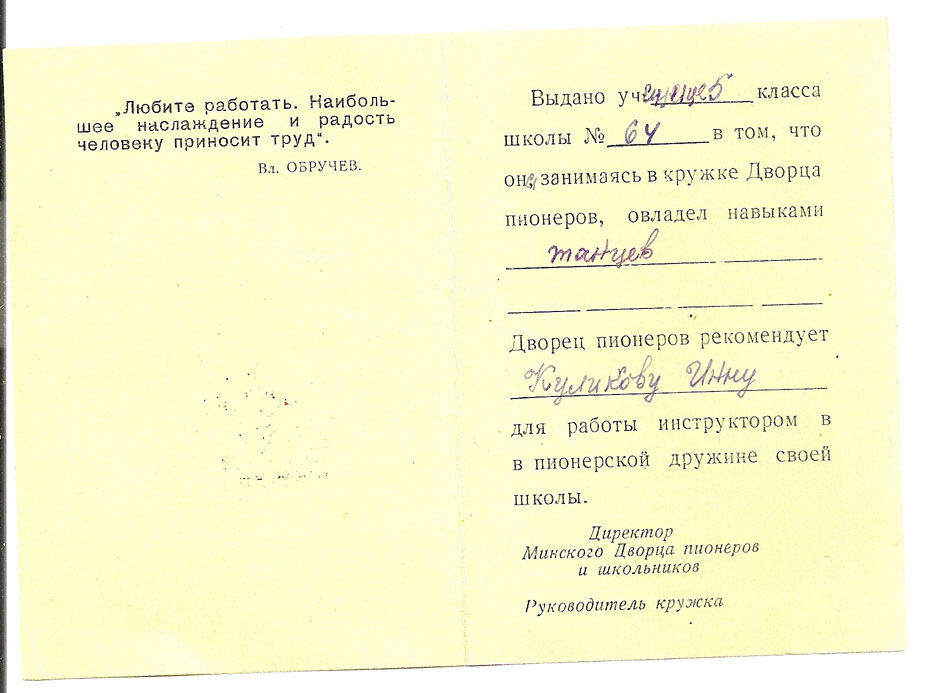 „Любите работать. Наиболь-
шее наслаждение и радость
человеку приносит труд“.
Вл. ОБРУЧЕВ.
Выдано учащейся 5 класса
школы № 64 в том, что
она, занимаясь в кружке Дворца
пионеров, овладел навыками
танцев
Дворец пионеров рекомендует
Куликову Инну
для работы инструктором в
в пионерской дружине своей
школы.
Директор
Минского Дворца пионеров
и школьников
Руководитель кружка